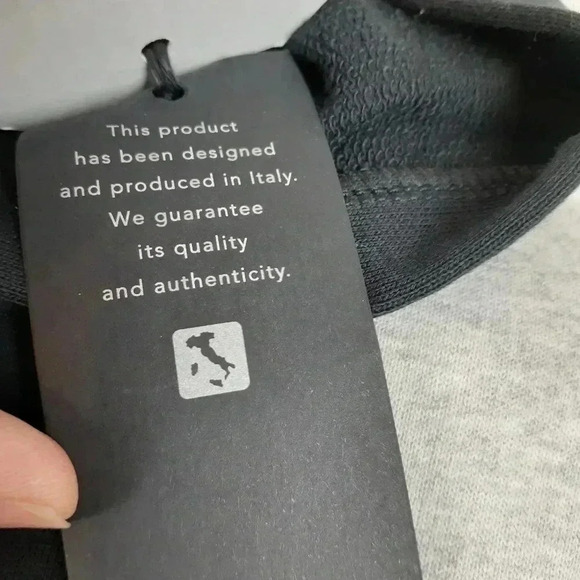 This product
has been designed
and produced in Italy.
We guarantee
its quality
and authenticity.